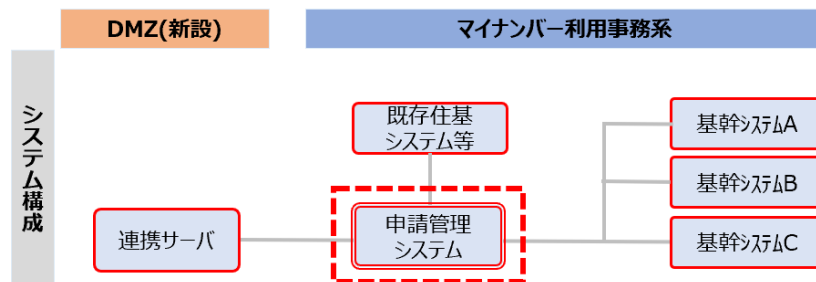 DMZ(新設)
マイナンバー利用事務系
システム構成
既存住基
システム等
基幹システムA
基幹システムB
連携サーバ
申請管理
システム
基幹システムC